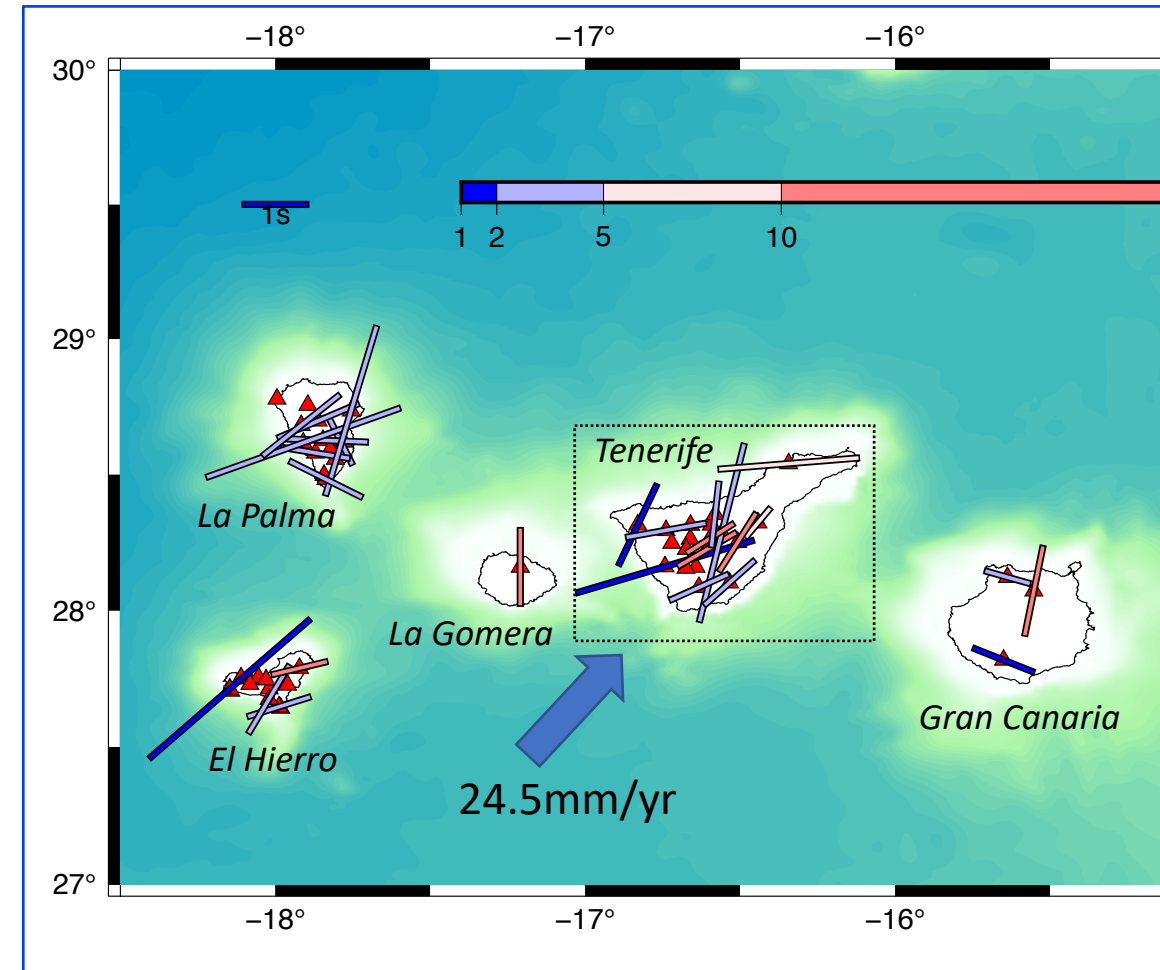 −18° −17° −16°
30°
1s
1 2 5 10
29°
Tenerife
La Palma
28°
La Gomera
Gran Canaria
El Hierro
24.5mm/yr
27°
−18° −17° −16°